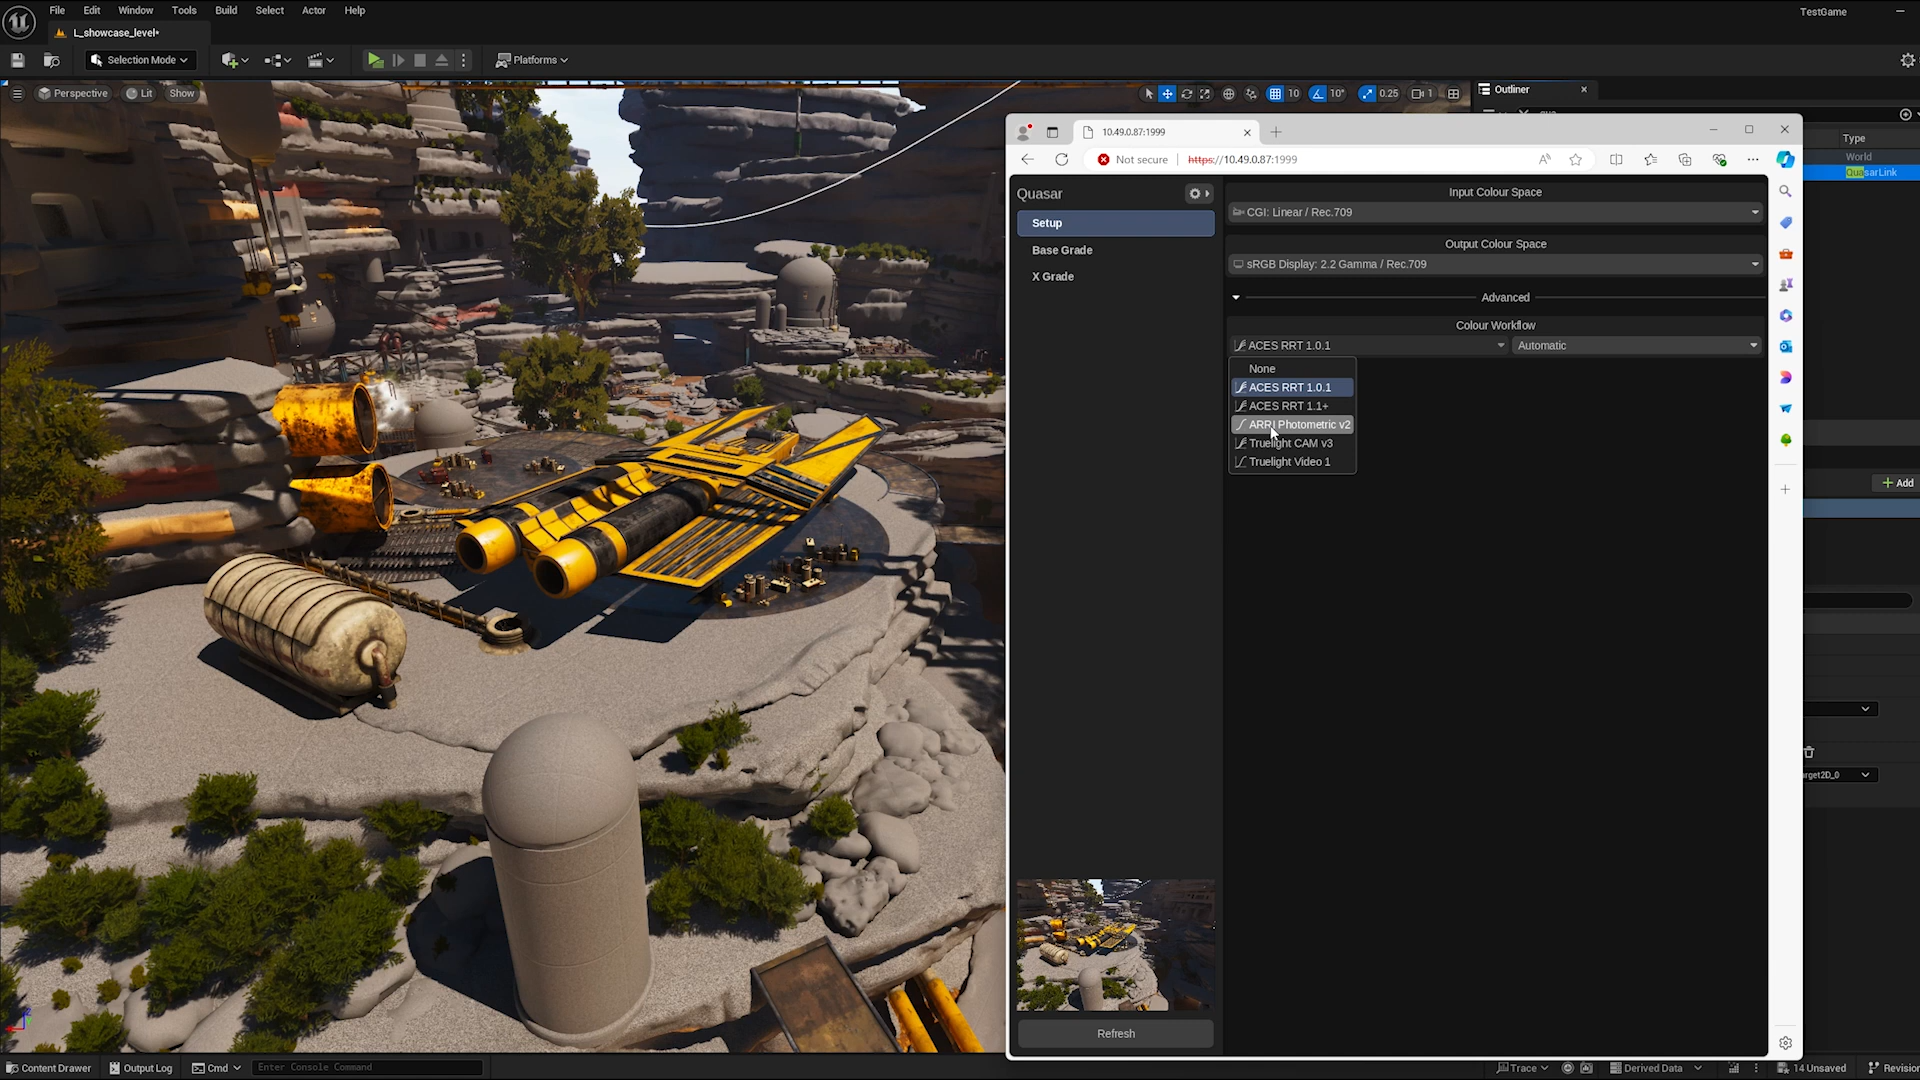 File Edit Window Tools Build Select Actor Help
TestGame
L_showcase_level*
Selection Mode
Platforms
Perspective Lit Show
10 10° 0.25 1
Outliner
10.49.0.87:1999
Type
Not secure https://10.49.0.87:1999
World
QuasarLink
Quasar
Setup
Base Grade
X Grade
Input Colour Space
CGI: Linear / Rec.709
Output Colour Space
sRGB Display: 2.2 Gamma / Rec.709
Advanced
Colour Workflow
ACES RRT 1.0.1 Automatic
None
ACES RRT 1.0.1
ACES RRT 1.1+
ARRI Photometric v2
Truelight CAM v3
Truelight Video 1
Add
rget2D_0
Refresh
Content Drawer Output Log Cmd Enter Console Command
Trace Derived Data 14 Unsaved Revision